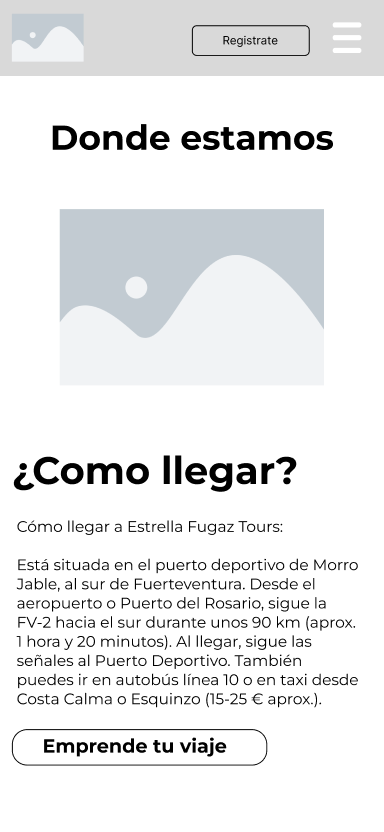 Registrate
Donde estamos
¿Como llegar?
Cómo llegar a Estrella Fugaz Tours:
Está situada en el puerto deportivo de Morro
Jable, al sur de Fuerteventura. Desde el
aeropuerto o Puerto del Rosario, sigue la
FV-2 hacia el sur durante unos 90 km (aprox.
1 hora y 20 minutos). Al llegar, sigue las
señales al Puerto Deportivo. También
puedes ir en autobús línea 10 o en taxi desde
Costa Calma o Esquinzo (15-25 € aprox.).
Emprende tu viaje